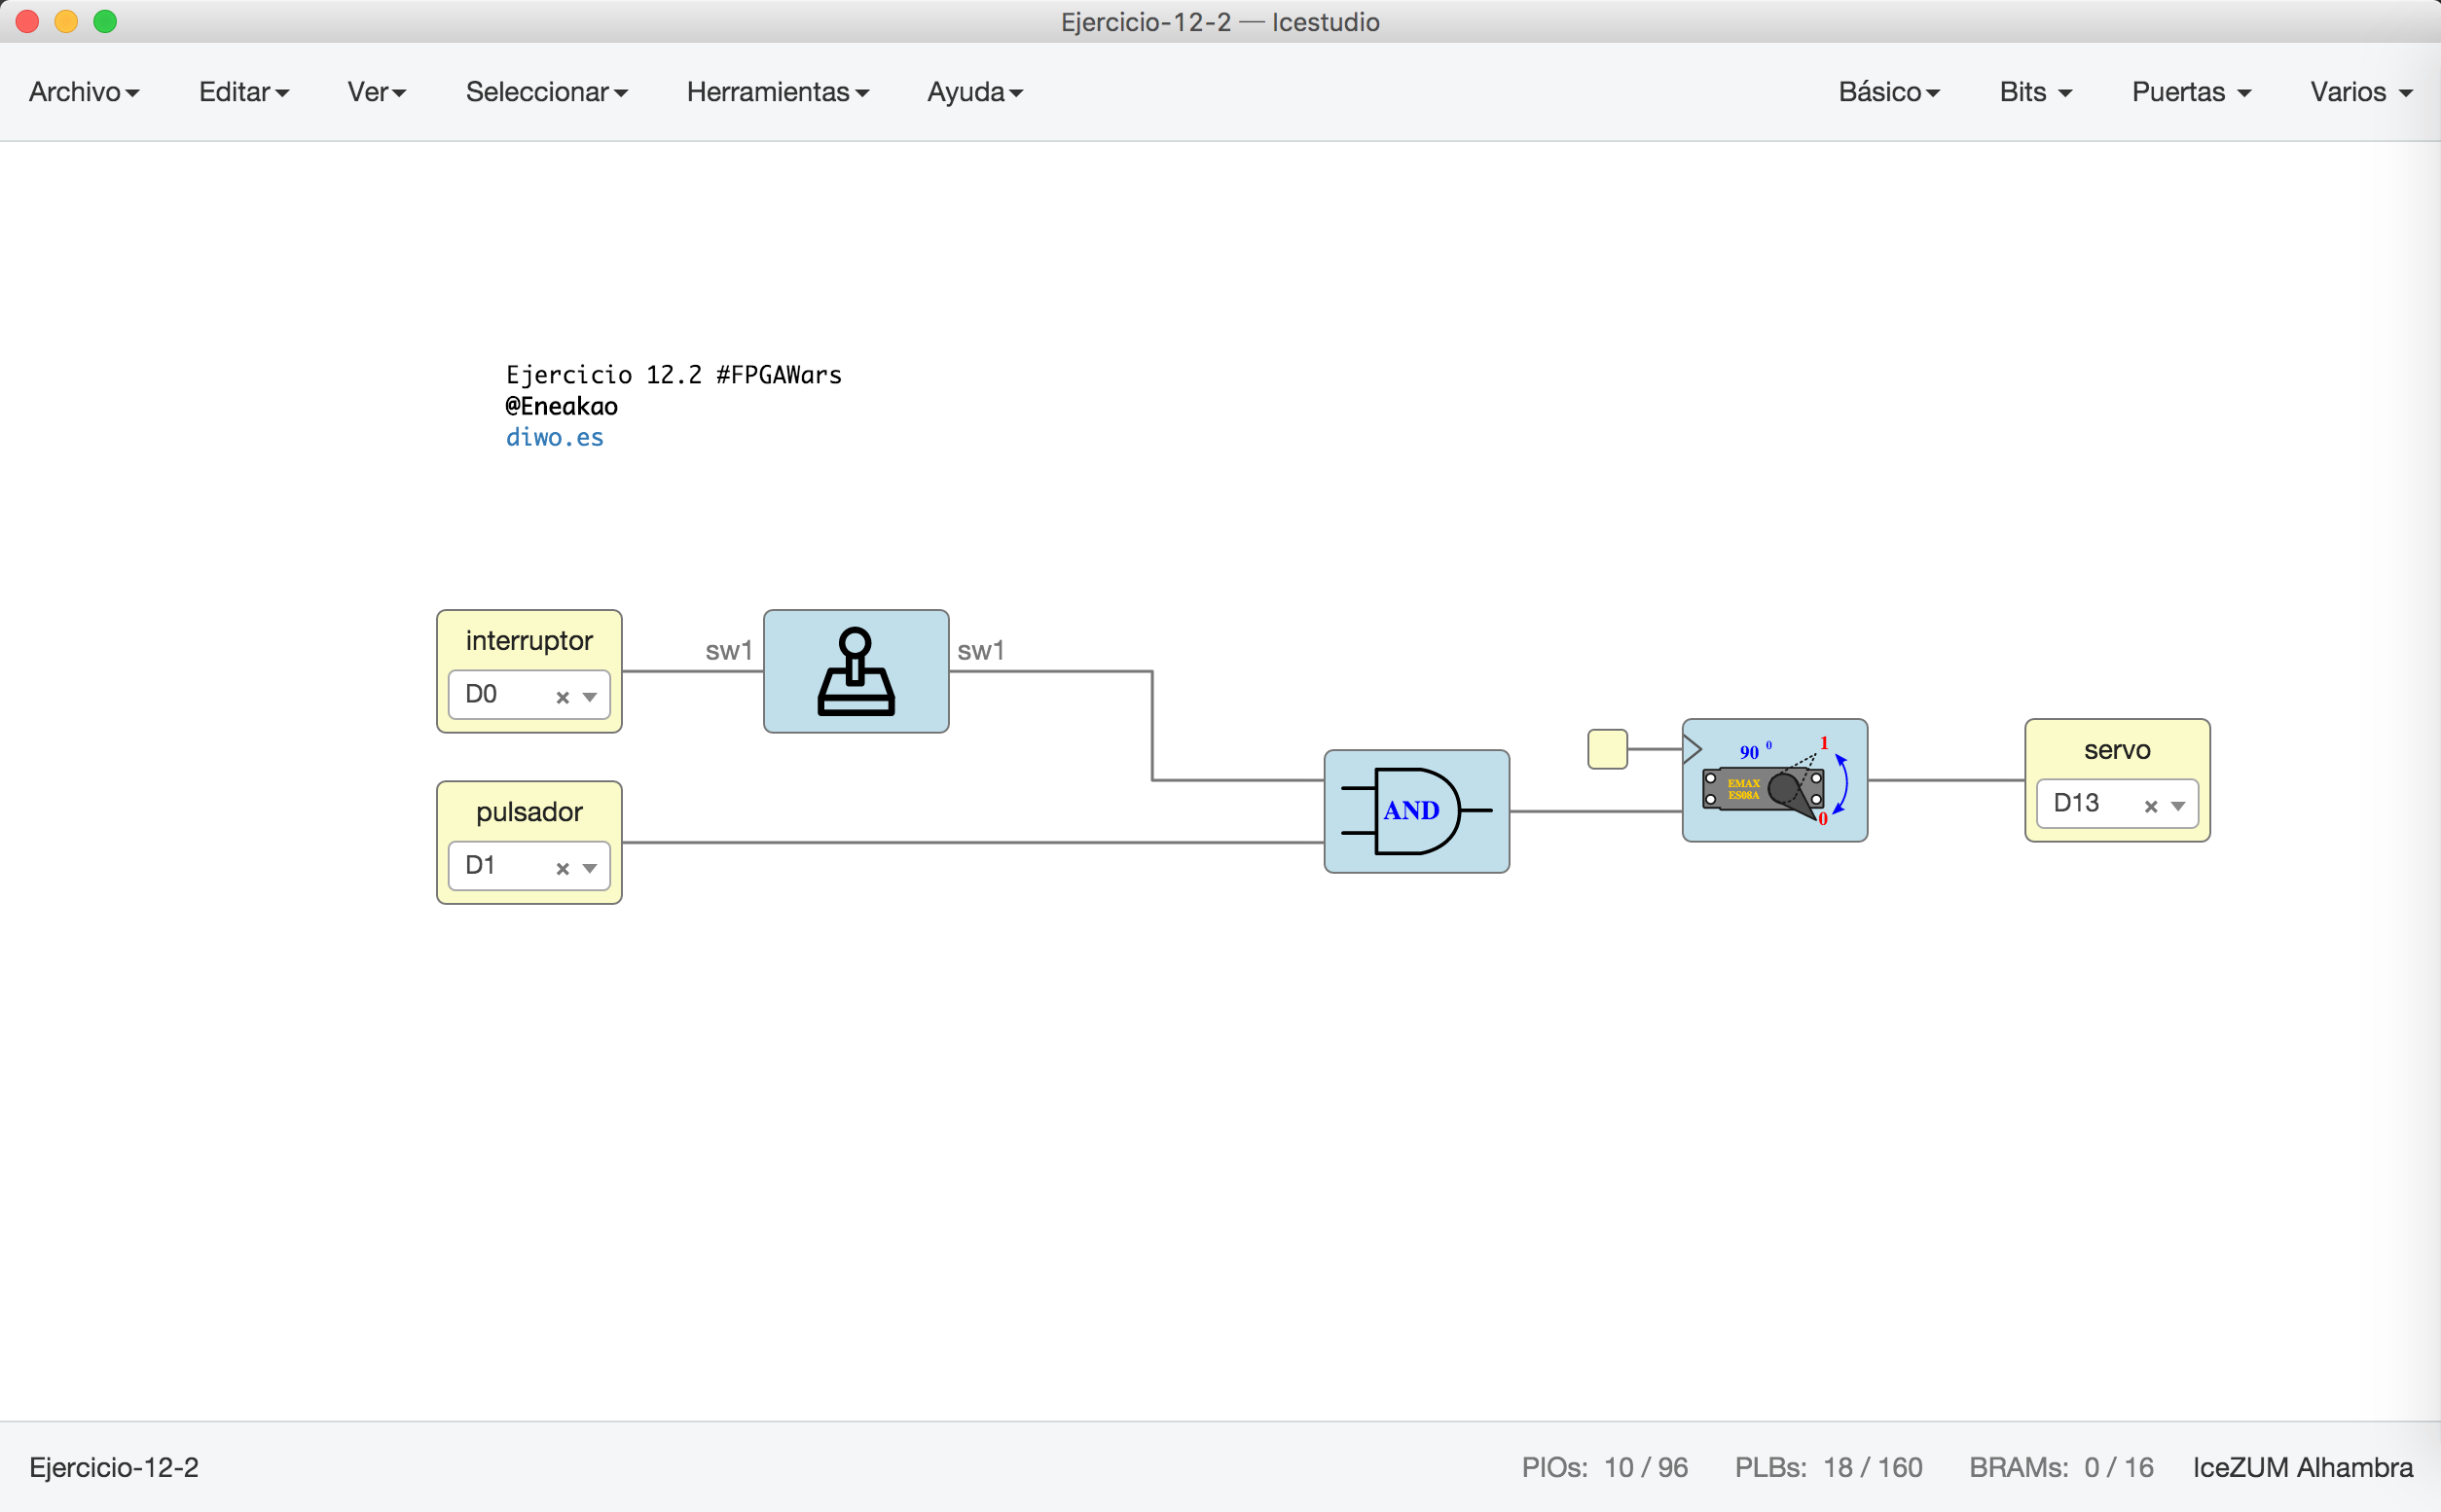 Ejercicio-12-2 — Icestudio
Archivo Editar Ver Seleccionar Herramientas Ayuda Básico Bits Puertas Varios
Ejercicio 12.2 #FPGAWars
@Eneakao
diwo.es
interruptor
D0
sw1
sw1
pulsador
D1
AND
90 0
1
EMAX
ES08A
0
servo
D13
Ejercicio-12-2 PIOs: 10 / 96 PLBs: 18 / 160 BRAMs: 0 / 16 IceZUM Alhambra